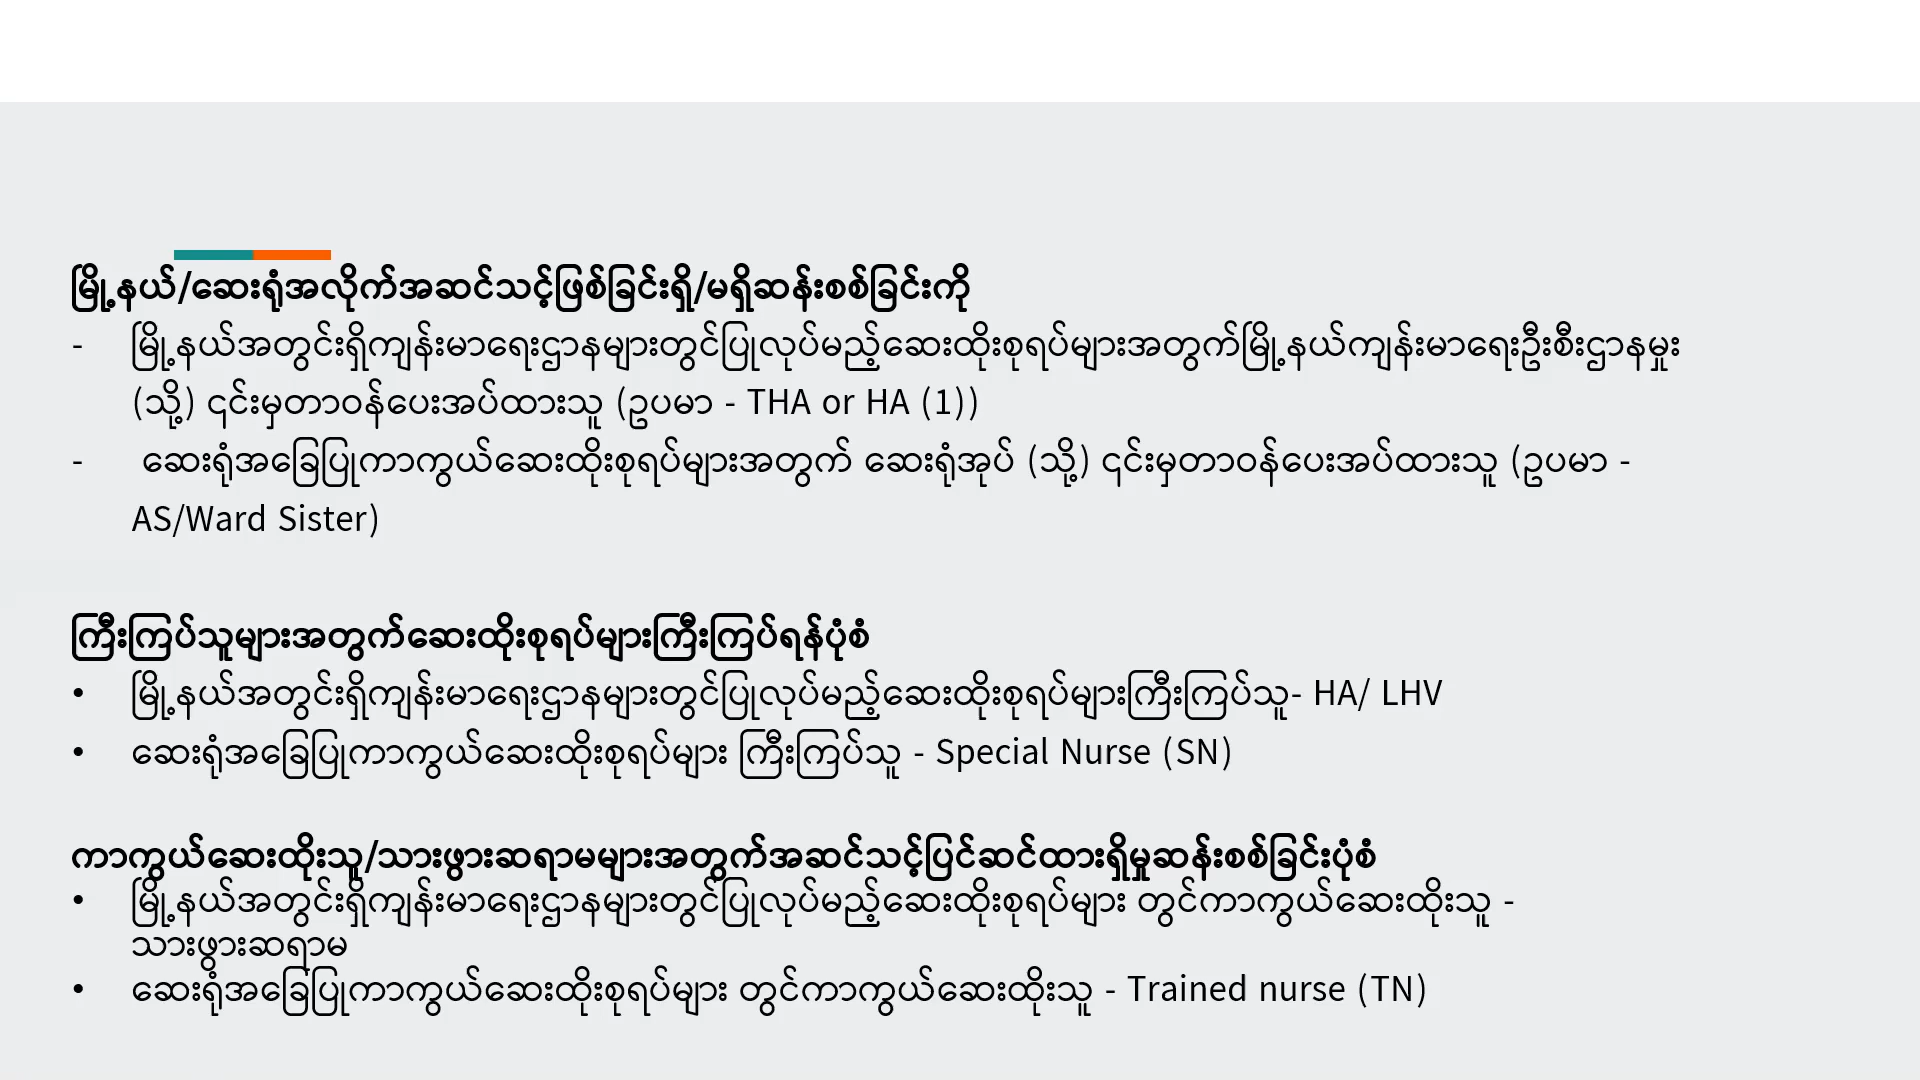 မြို့နယ်/ဆေးရုံအလိုက်အဆင်သင့်ဖြစ်ခြင်းရှိ/မရှိဆန်းစစ်ခြင်းကို
- မြို့နယ်အတွင်းရှိကျန်းမာရေးဌာနများတွင်ပြုလုပ်မည့်ဆေးထိုးစုရပ်များအတွက်မြို့နယ်ကျန်းမာရေးဦးစီးဌာနမှုး
(သို့) ၎င်းမှတာဝန်ပေးအပ်ထားသူ (ဥပမာ - THA or HA (1))
- ဆေးရုံအခြေပြုကာကွယ်ဆေးထိုးစုရပ်များအတွက် ဆေးရုံအုပ် (သို့) ၎င်းမှတာဝန်ပေးအပ်ထားသူ (ဥပမာ -
AS/Ward Sister)
ကြီးကြပ်သူများအတွက်ဆေးထိုးစုရပ်များကြီးကြပ်ရန်ပုံစံ
• မြို့နယ်အတွင်းရှိကျန်းမာရေးဌာနများတွင်ပြုလုပ်မည့်ဆေးထိုးစုရပ်များကြီးကြပ်သူ- HA/ LHV
• ဆေးရုံအခြေပြုကာကွယ်ဆေးထိုးစုရပ်များ ကြီးကြပ်သူ - Special Nurse (SN)
ကာကွယ်ဆေးထိုးသူ/သားဖွားဆရာမများအတွက်အဆင်သင့်ပြင်ဆင်ထားရှိမှုဆန်းစစ်ခြင်းပုံစံ
• မြို့နယ်အတွင်းရှိကျန်းမာရေးဌာနများတွင်ပြုလုပ်မည့်ဆေးထိုးစုရပ်များ တွင်ကာကွယ်ဆေးထိုးသူ -
သားဖွားဆရာမ
• ဆေးရုံအခြေပြုကာကွယ်ဆေးထိုးစုရပ်များ တွင်ကာကွယ်ဆေးထိုးသူ - Trained nurse (TN)